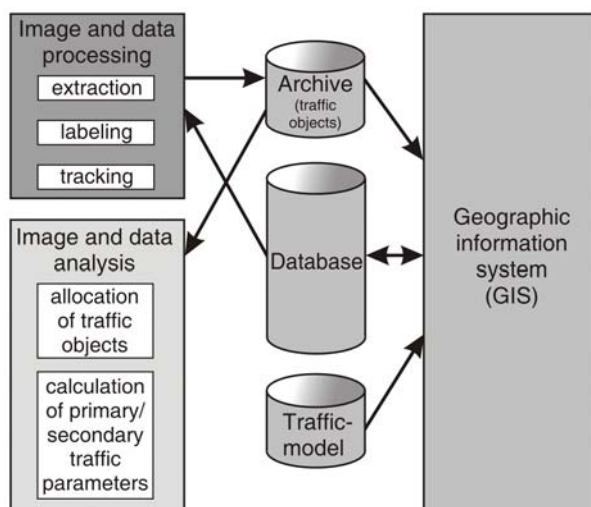 Image and data
processing
extraction
labeling
tracking
Image and data
analysis
allocation
of traffic
objects
calculation
of primary/
secondary
traffic
parameters
Archive
(traffic
objects)
Database
Traffic-
model
Geographic
information
system
(GIS)